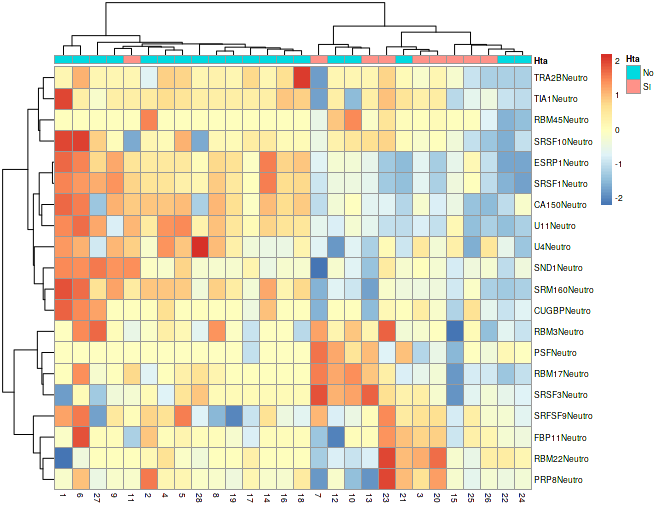 Hta
TRA2BNeutro
TIA1Neutro
RBM45Neutro
SRSF10Neutro
ESRP1Neutro
SRSF1Neutro
CA150Neutro
U11Neutro
U4Neutro
SND1Neutro
SRM160Neutro
CUGBPNeutro
RBM3Neutro
PSFNeutro
RBM17Neutro
SRSF3Neutro
SRFSF9Neutro
FBP11Neutro
RBM22Neutro
PRP8Neutro
1 6 27 9 11 2 4 5 28 8 19 17 14 16 18 7 12 10 13 23 21 3 20 15 25 26 22 24
2
1
0
-1
-2
Hta
No
Si